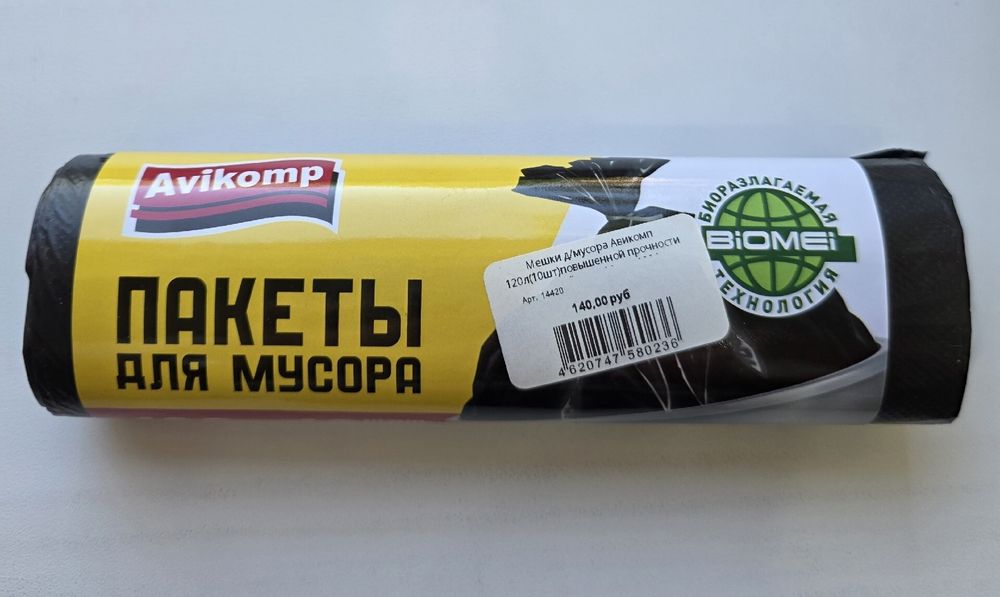 Avikomp
ПАКЕТЫ
ДЛЯ МУСОРА
Мешки д/мусора Авикомп
120л(10шт)повышенной прочности
Арт. 14420
140,00 руб
4 620747 580236
БИОРАЗЛАГАЕМАЯ
BiOMEi
ТЕХНОЛОГИЯ